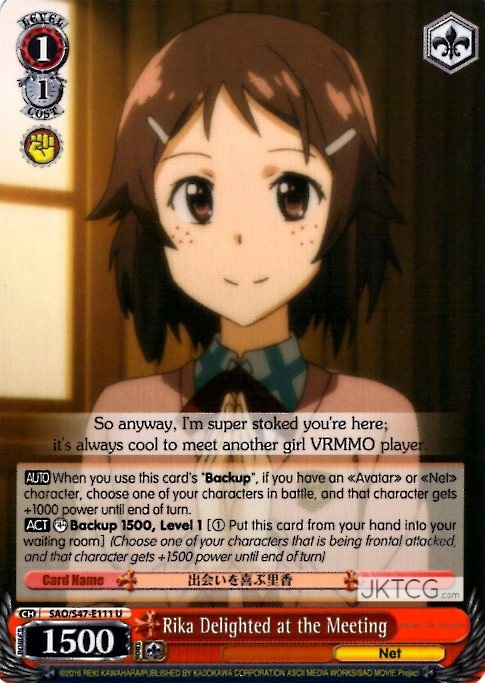 LEVEL
1
1
COST
So anyway, I'm super stoked you're here;
it's always cool to meet another girl VRMMO player.
AUTO When you use this card's "Backup", if you have an «Avatar» or «Net»
character, choose one of your characters in battle, and that character gets
+1000 power until end of turn.
ACT Backup 1500, Level 1 [① Put this card from your hand into your
waiting room] (Choose one of your characters that is being frontal attacked,
and that character gets +1500 power until end of turn)
Card Name 出会いを喜ぶ里香
JKTCG.com
CH SAO/S47-E111 U
POWER 1500 SOUL Rika Delighted at the Meeting
Net
©2016 REKI KAWAHARA/PUBLISHED BY KADOKAWA CORPORATION ASCII MEDIA WORKS/SAO MOVIE Project